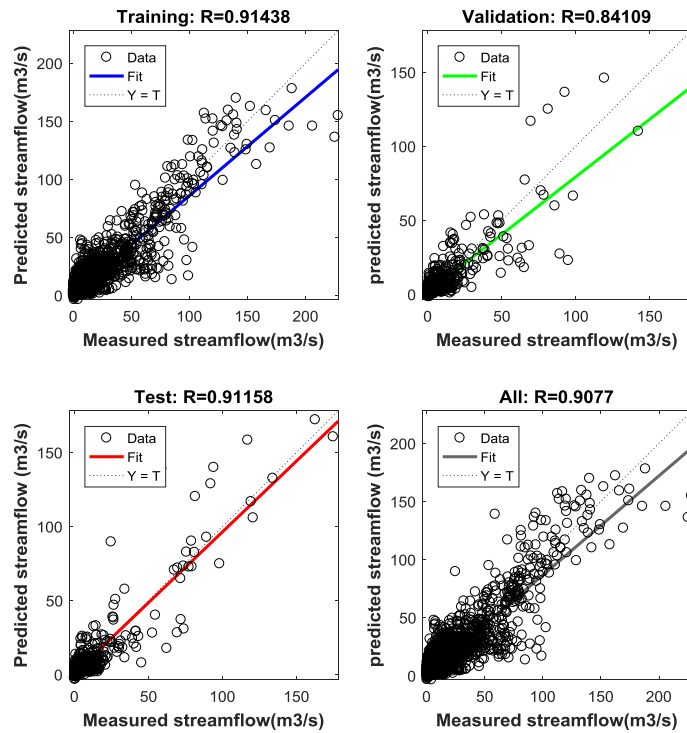 Training: R=0.91438
Data
Fit
Y = T
Predicted streamflow(m3/s)
200
150
100
50
0
0
50
100
150
200
Measured streamflow(m3/s)
Validation: R=0.84109
Data
Fit
Y = T
predicted streamflow(m3/s)
150
100
50
0
0
50
100
150
Measured streamflow(m3/s)
Test: R=0.91158
Data
Fit
Y = T
Predicted streamflow (m3/s)
150
100
50
0
0
50
100
150
Measured streamflow(m3/s)
All: R=0.9077
Data
Fit
Y = T
predicted streamflow(m3/s)
200
150
100
50
0
0
50
100
150
200
Measured streamflow(m3/s)